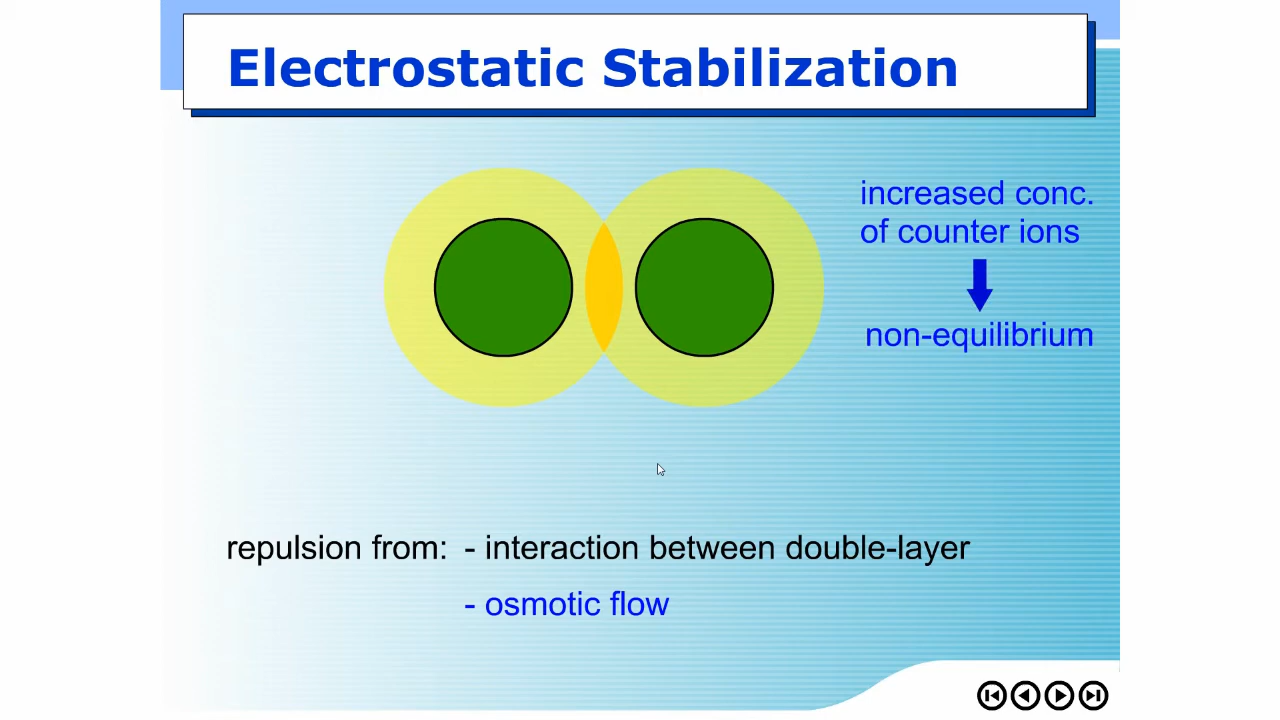 Electrostatic Stabilization
increased conc.
of counter ions
non-equilibrium
repulsion from: - interaction between double-layer
- osmotic flow